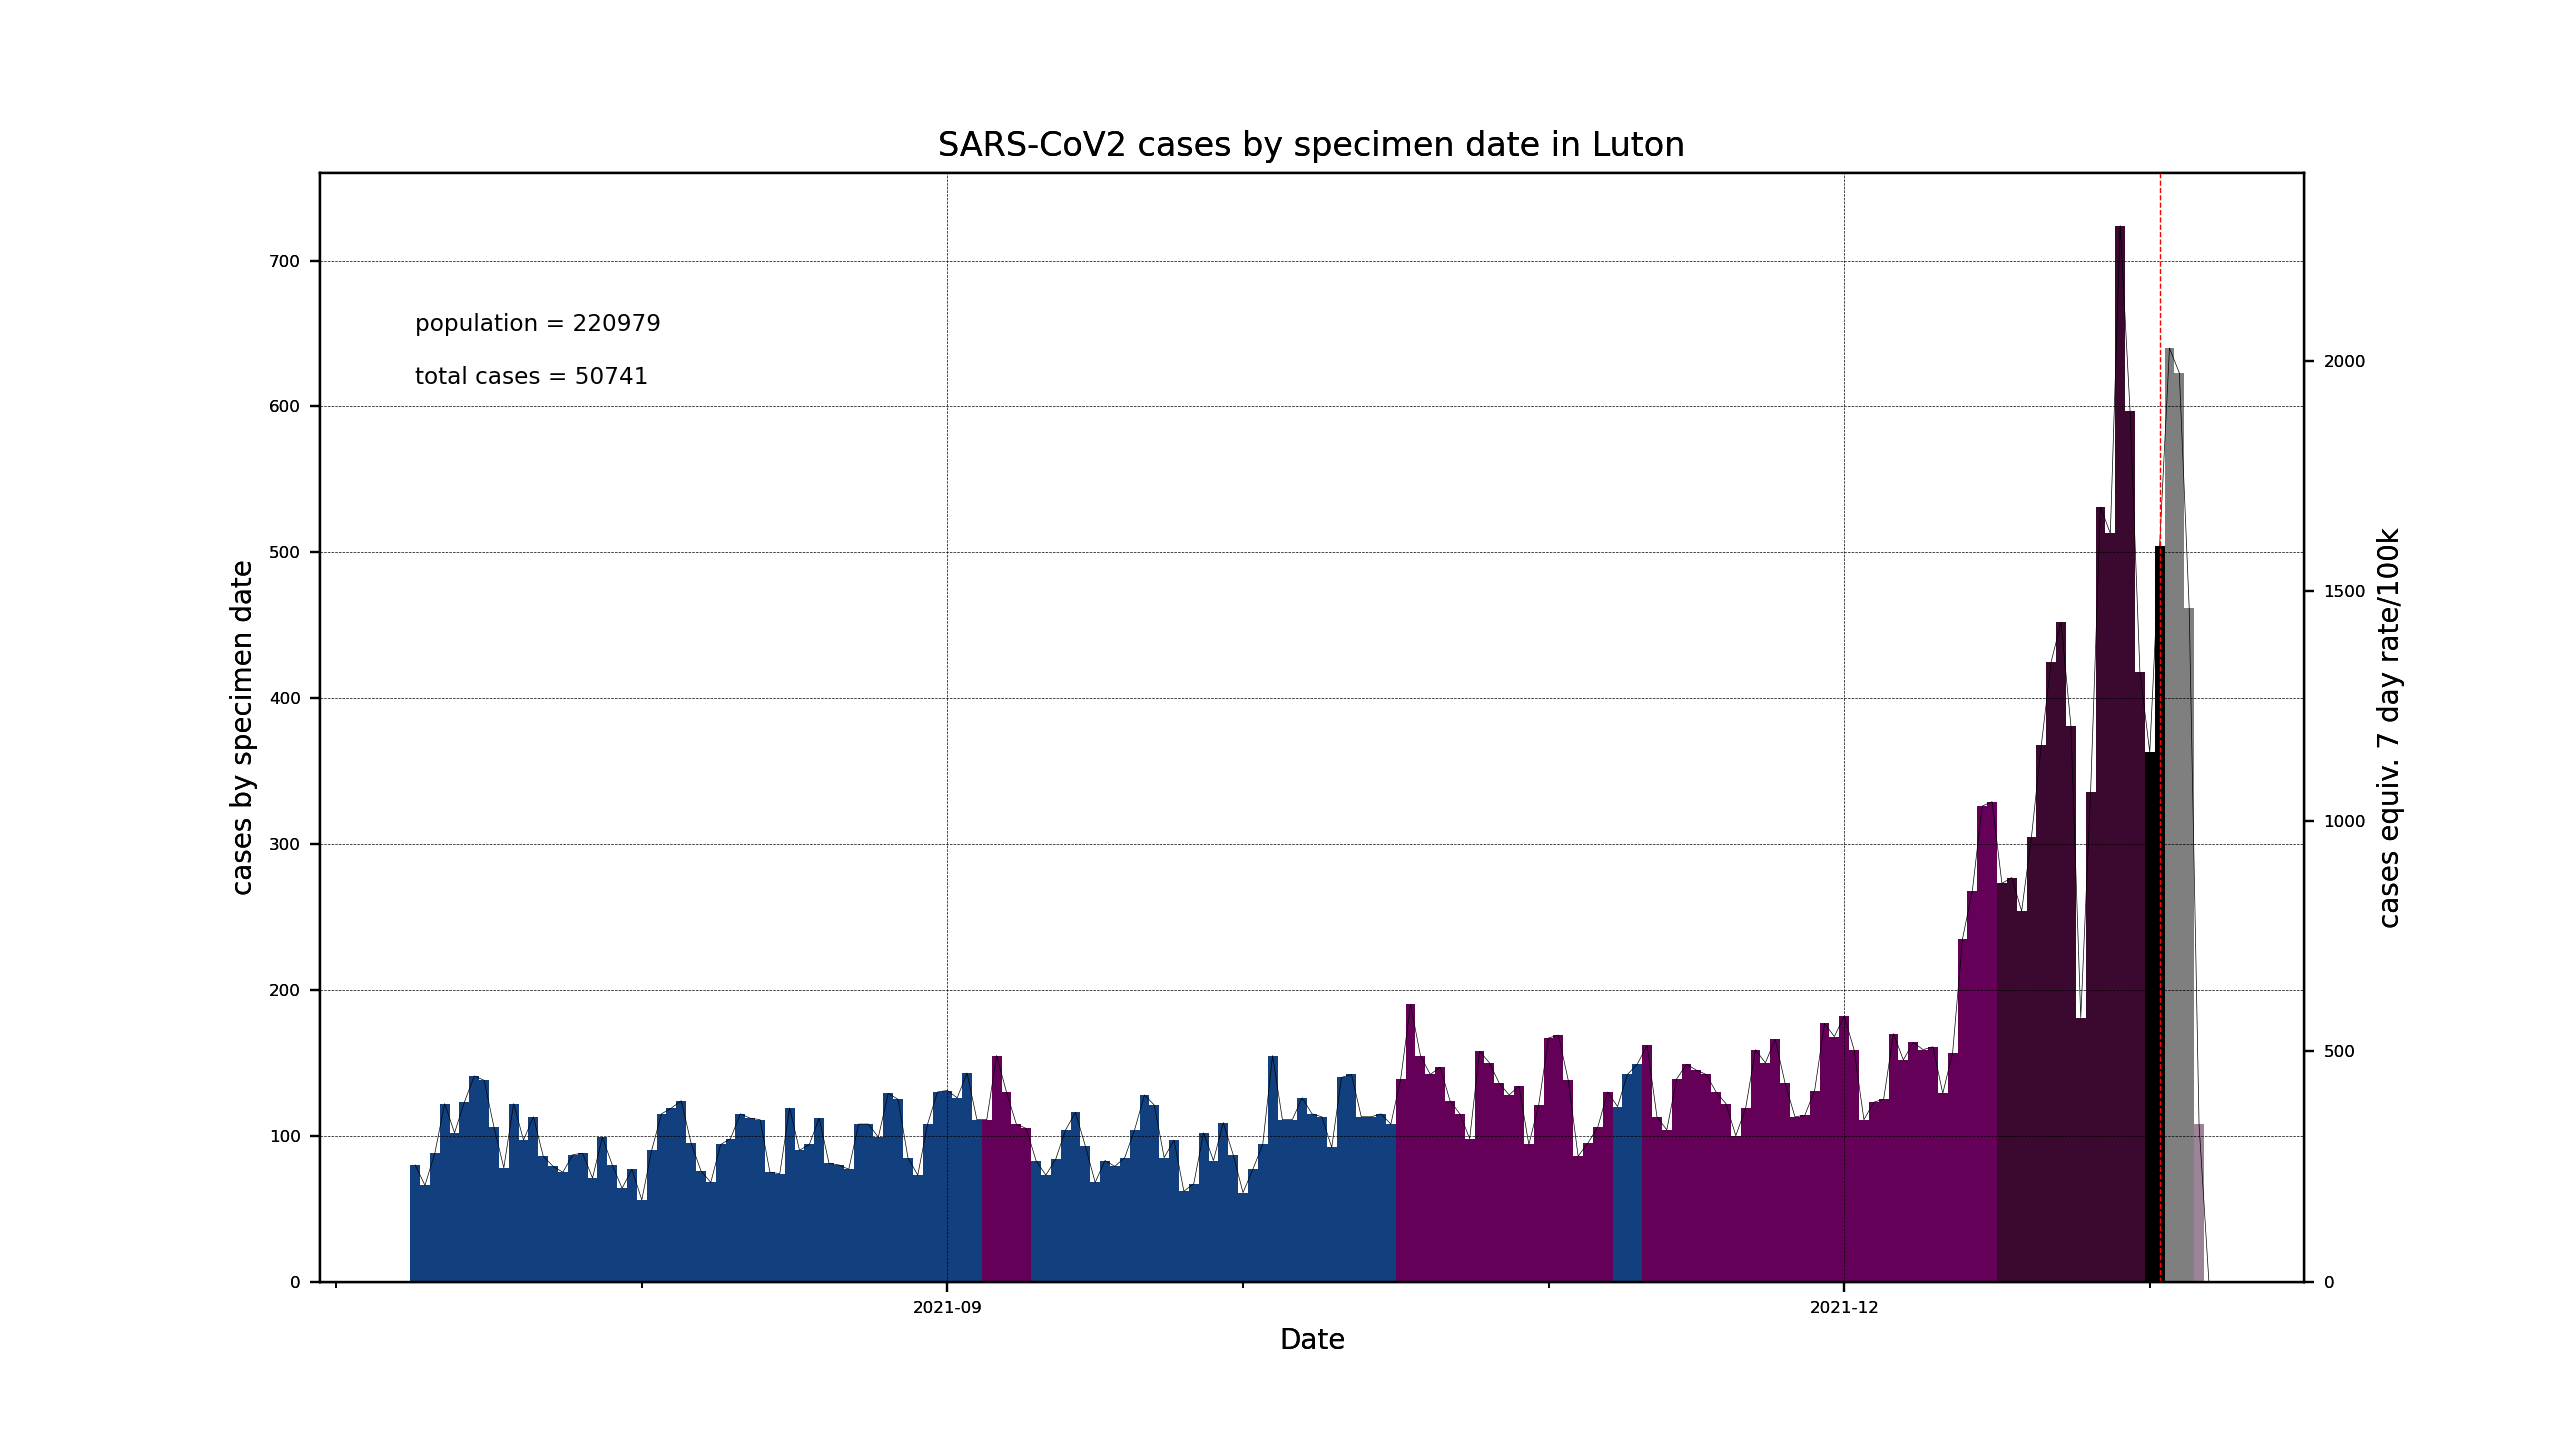 SARS-CoV2 cases by specimen date in Luton
population = 220979
total cases = 50741
cases by specimen date
700
600
500
400
300
200
100
0
2000
1500
1000
500
0
cases equiv. 7 day rate/100k
2021-09
2021-12
Date